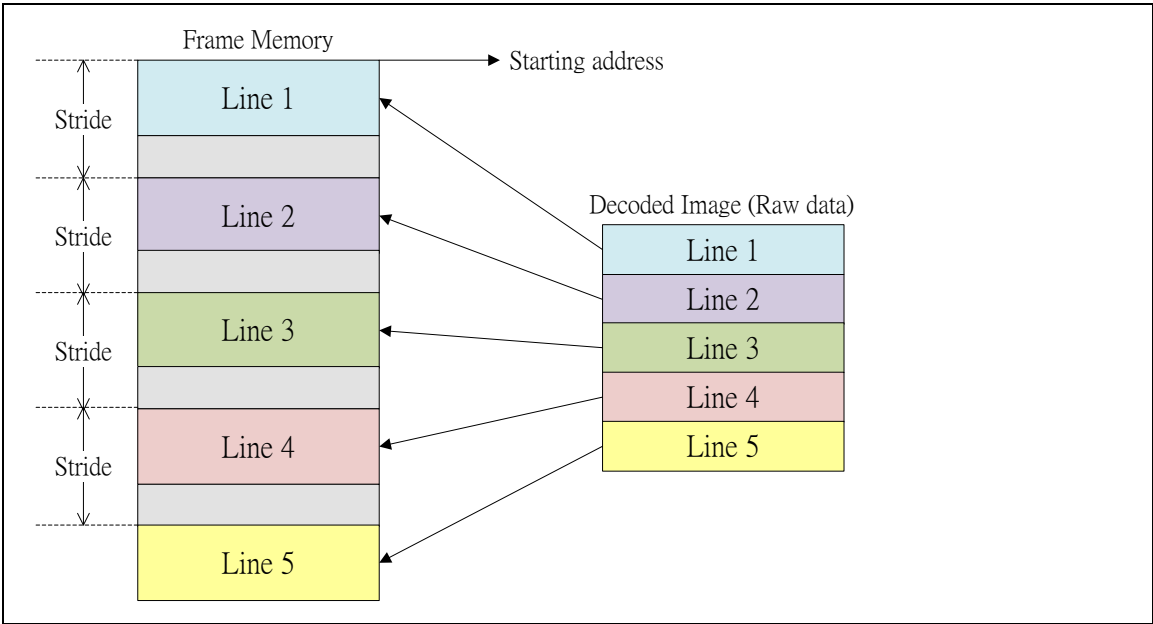 Frame Memory
Starting address
Line 1
Stride
Line 2
Stride
Line 3
Stride
Line 4
Stride
Line 5
Decoded Image (Raw data)
Line 1
Line 2
Line 3
Line 4
Line 5